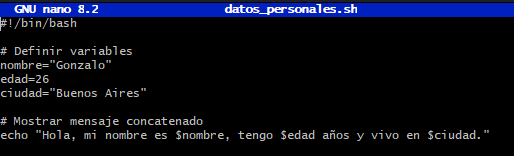 GNU nano 8.2 datos_personales.sh
#!/bin/bash
# Definir variables
nombre="Gonzalo"
edad=26
ciudad="Buenos Aires"
# Mostrar mensaje concatenado
echo "Hola, mi nombre es $nombre, tengo $edad años y vivo en $ciudad."